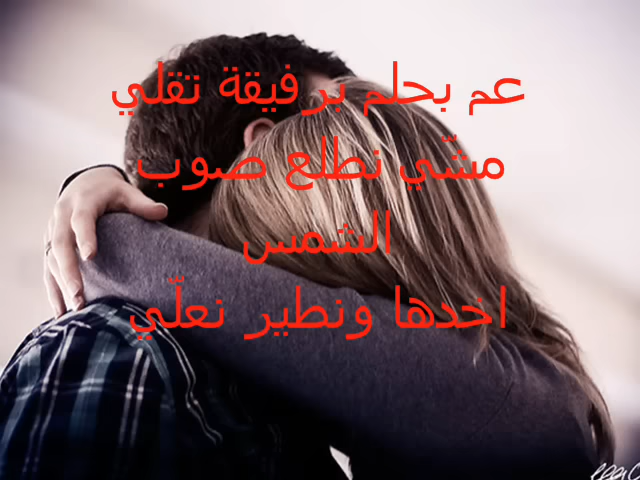 عم بحلم برفيقة تقلي
مشّي نطلع صوب
الشمس
اخدها ونطير نعلّي